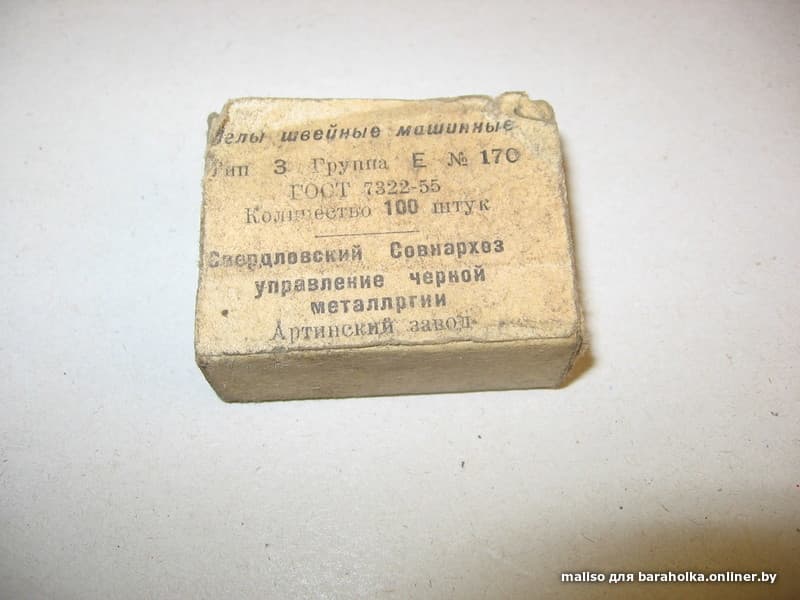 Иглы швейные машинные
Тип 3 Группа Е № 170
ГОСТ 7322-55
Количество 100 штук
Свердловский Совнархоз
управление черной
металлргии
Артинский завод
maliso для baraholka.onliner.by